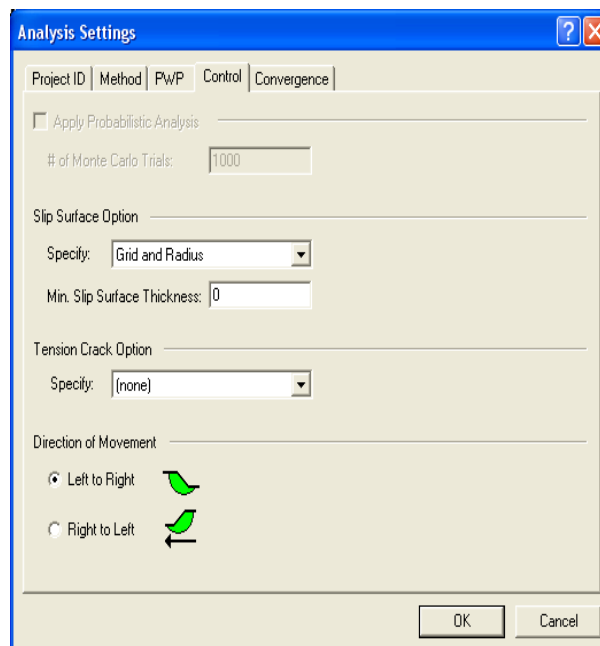 Analysis Settings
Project ID Method PWP Control Convergence
Apply Probabilistic Analysis
# of Monte Carlo Trials: 1000
Slip Surface Option
Specify: Grid and Radius
Min. Slip Surface Thickness: 0
Tension Crack Option
Specify: (none)
Direction of Movement
Left to Right
Right to Left
OK Cancel